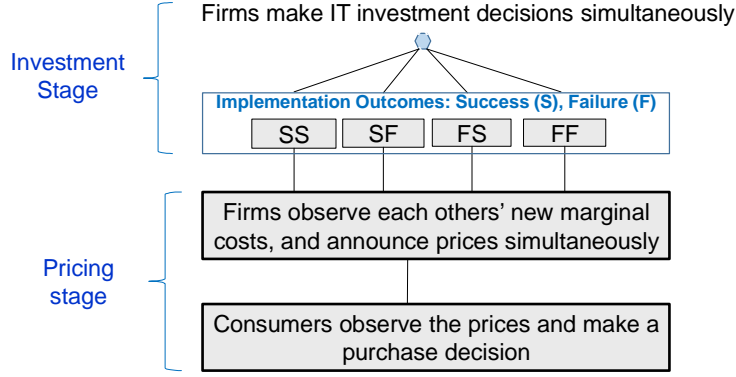 Firms make IT investment decisions simultaneously
Investment
Stage
Implementation Outcomes: Success (S), Failure (F)
SS SF FS FF
Firms observe each others’ new marginal
costs, and announce prices simultaneously
Pricing
stage
Consumers observe the prices and make a
purchase decision